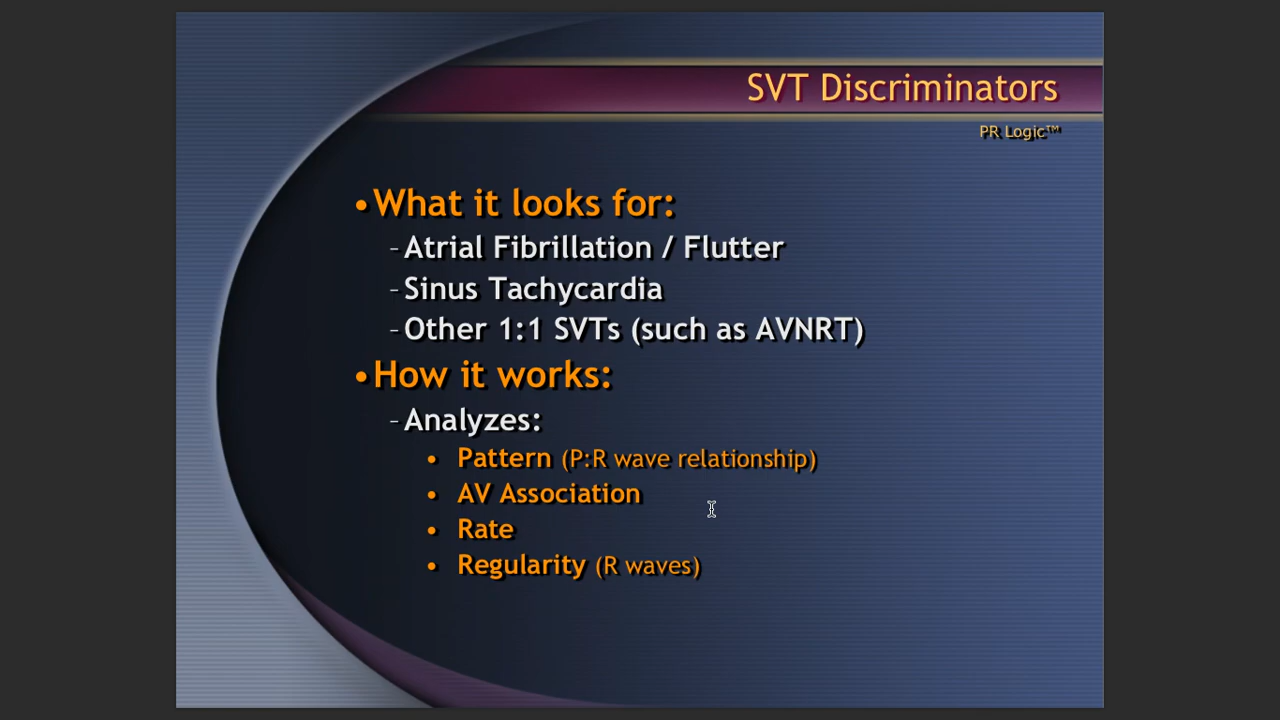 SVT Discriminators
PR Logic™
•What it looks for:
–Atrial Fibrillation / Flutter
–Sinus Tachycardia
–Other 1:1 SVTs (such as AVNRT)
•How it works:
–Analyzes:
• Pattern (P:R wave relationship)
• AV Association
• Rate
• Regularity (R waves)